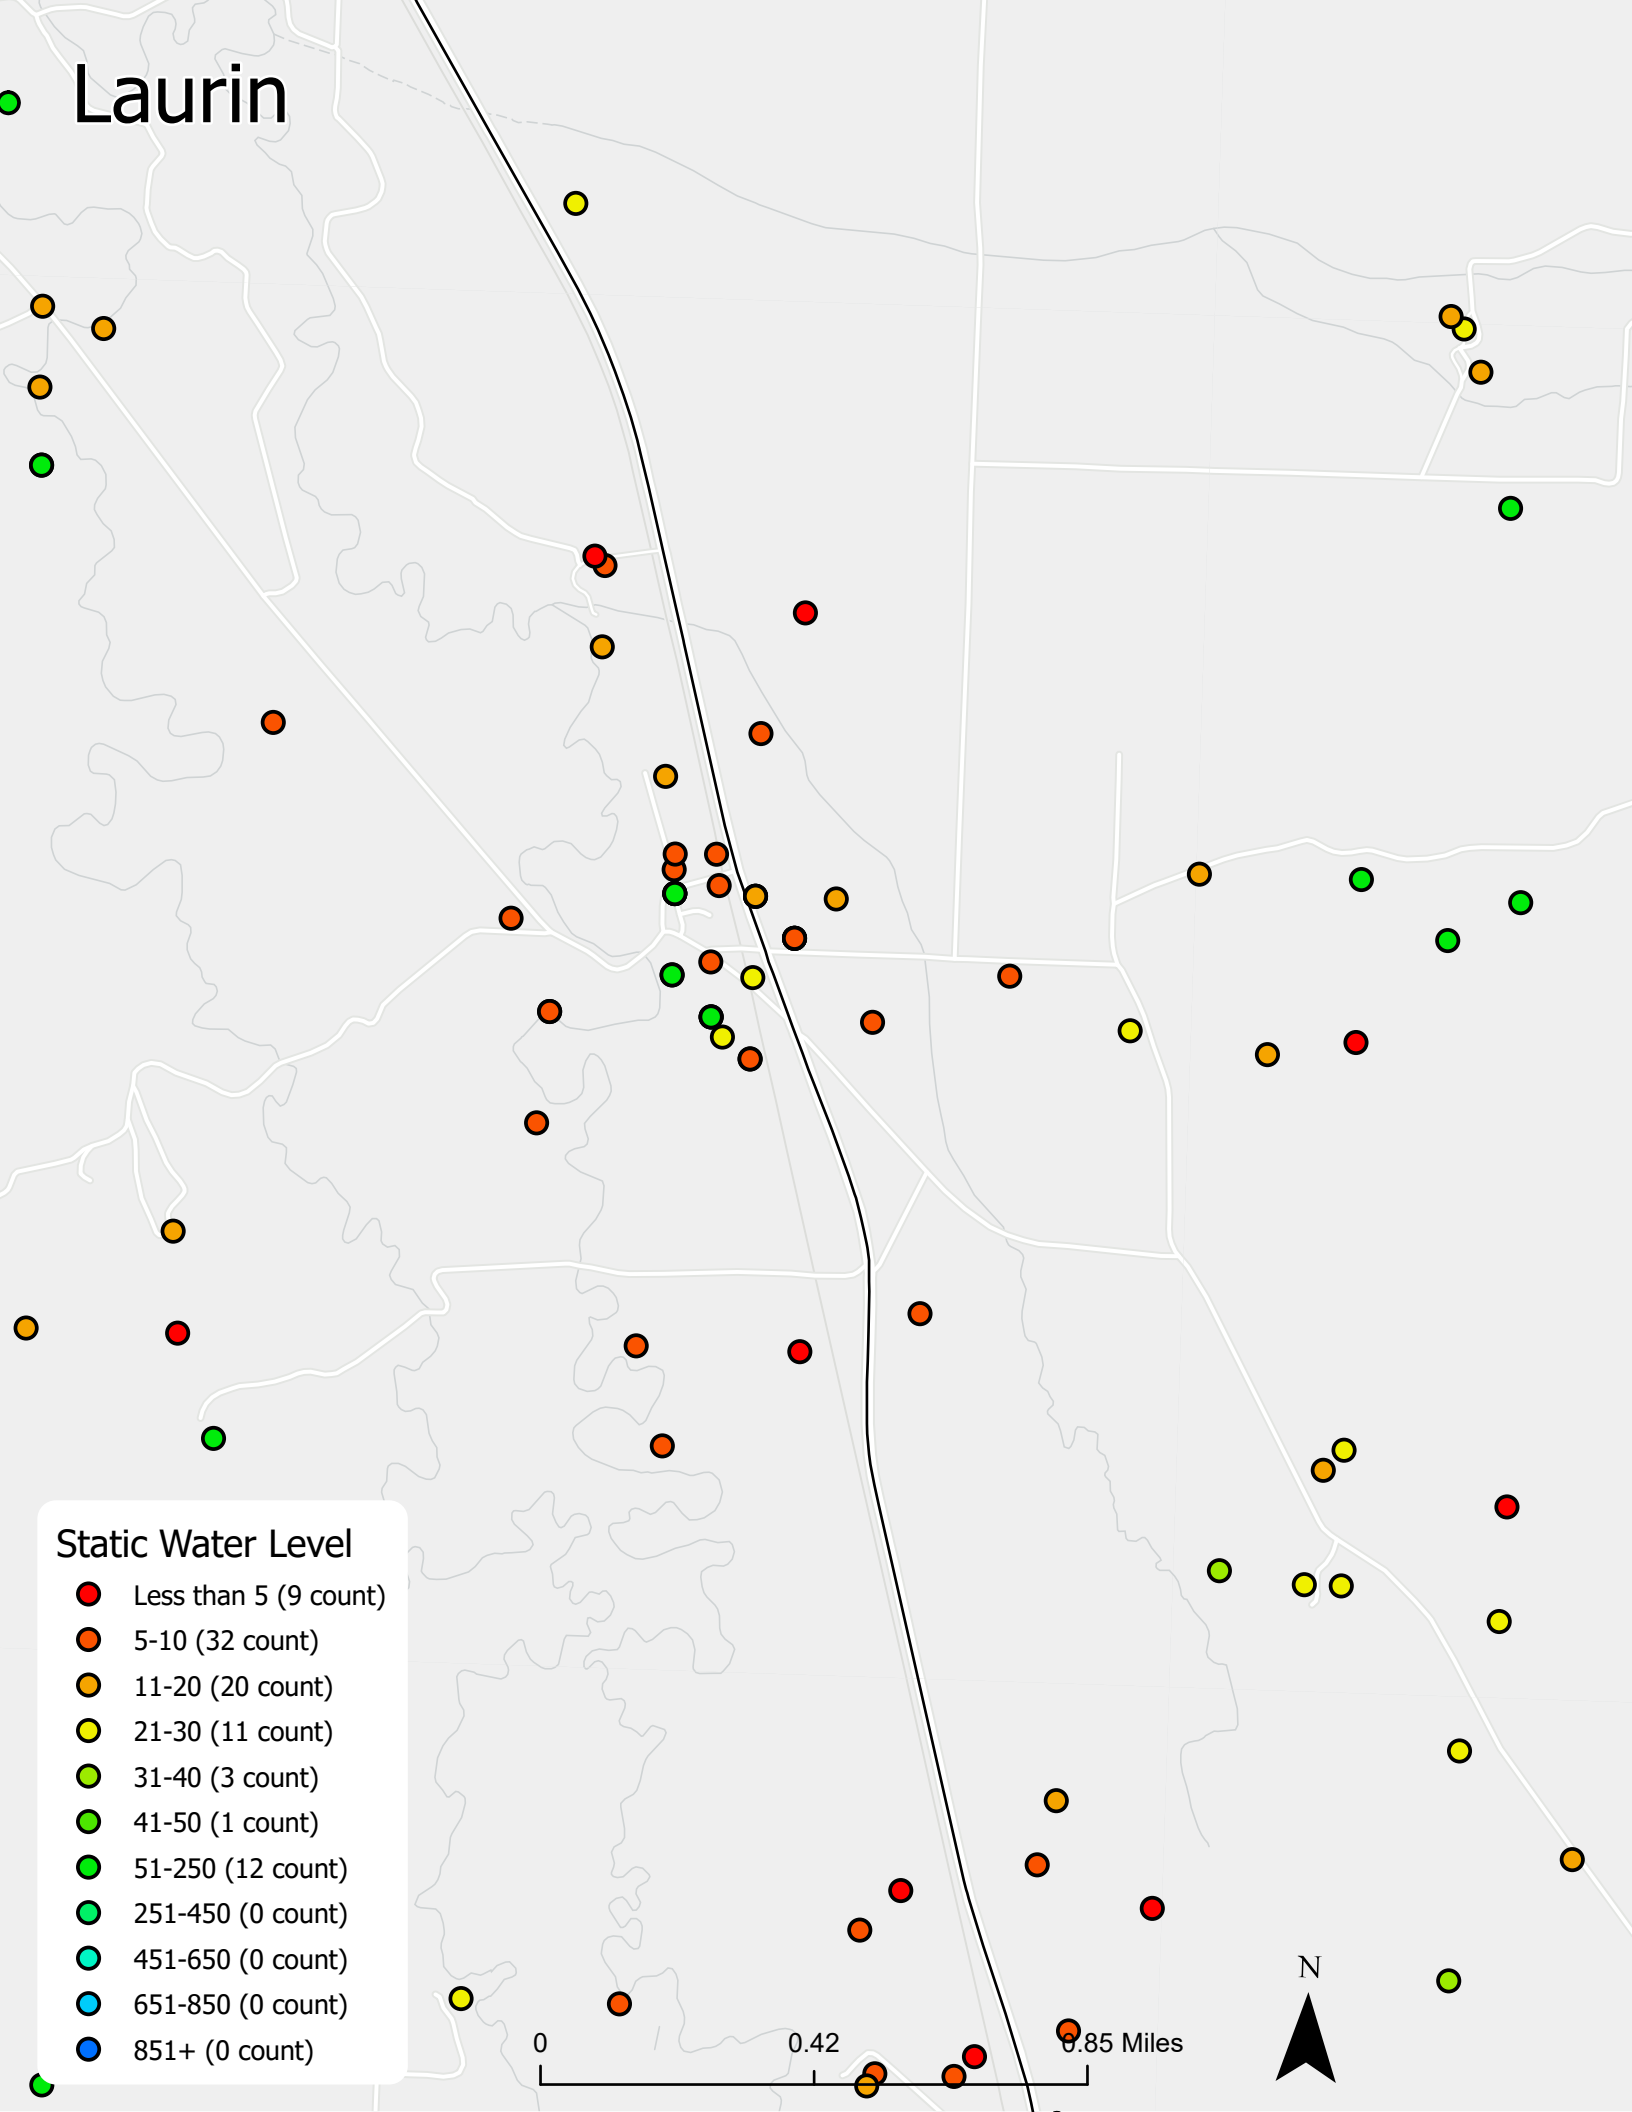 Laurin
Static Water Level
Less than 5 (9 count)
5-10 (32 count)
11-20 (20 count)
21-30 (11 count)
31-40 (3 count)
41-50 (1 count)
51-250 (12 count)
251-450 (0 count)
451-650 (0 count)
651-850 (0 count)
851+ (0 count)
0 0.42 0.85 Miles
N